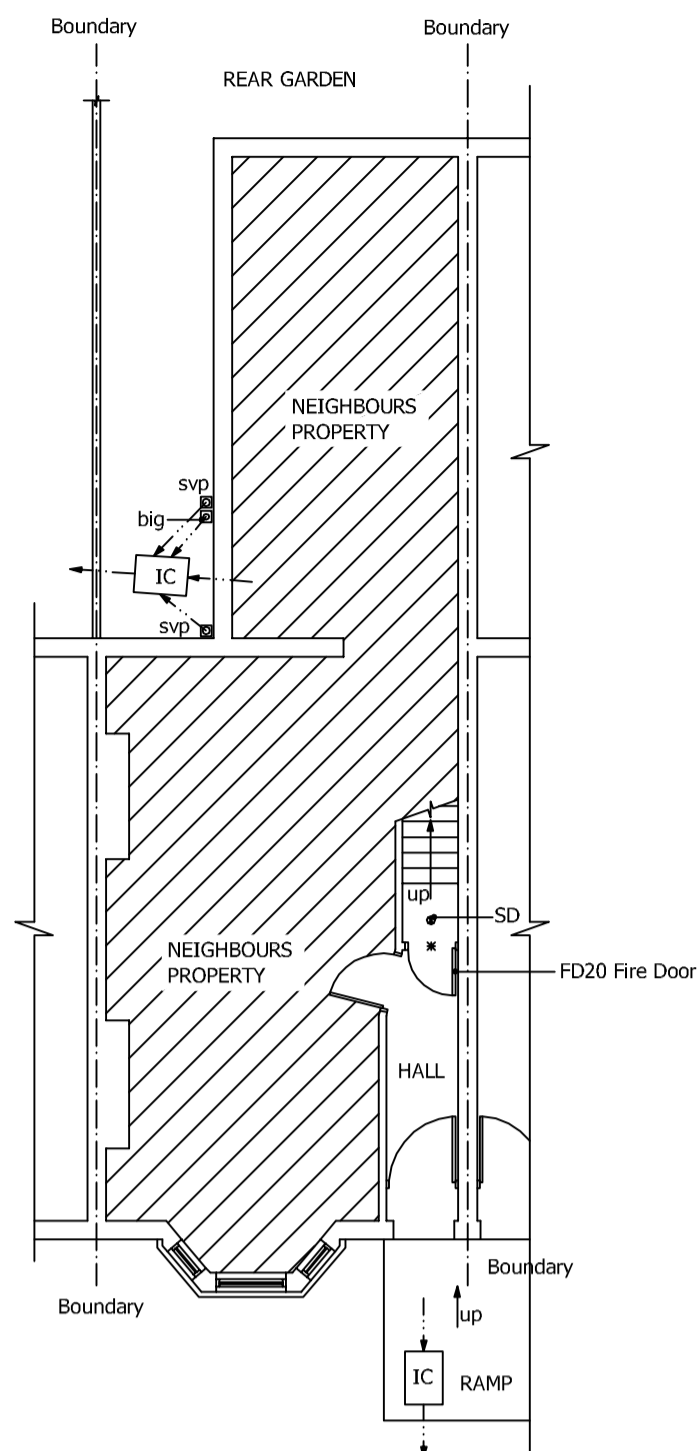 Boundary
Boundary
REAR GARDEN
NEIGHBOURS
PROPERTY
svp
big
IC
svp
up
SD
NEIGHBOURS
PROPERTY
FD20 Fire Door
HALL
Boundary
Boundary
up
IC
RAMP